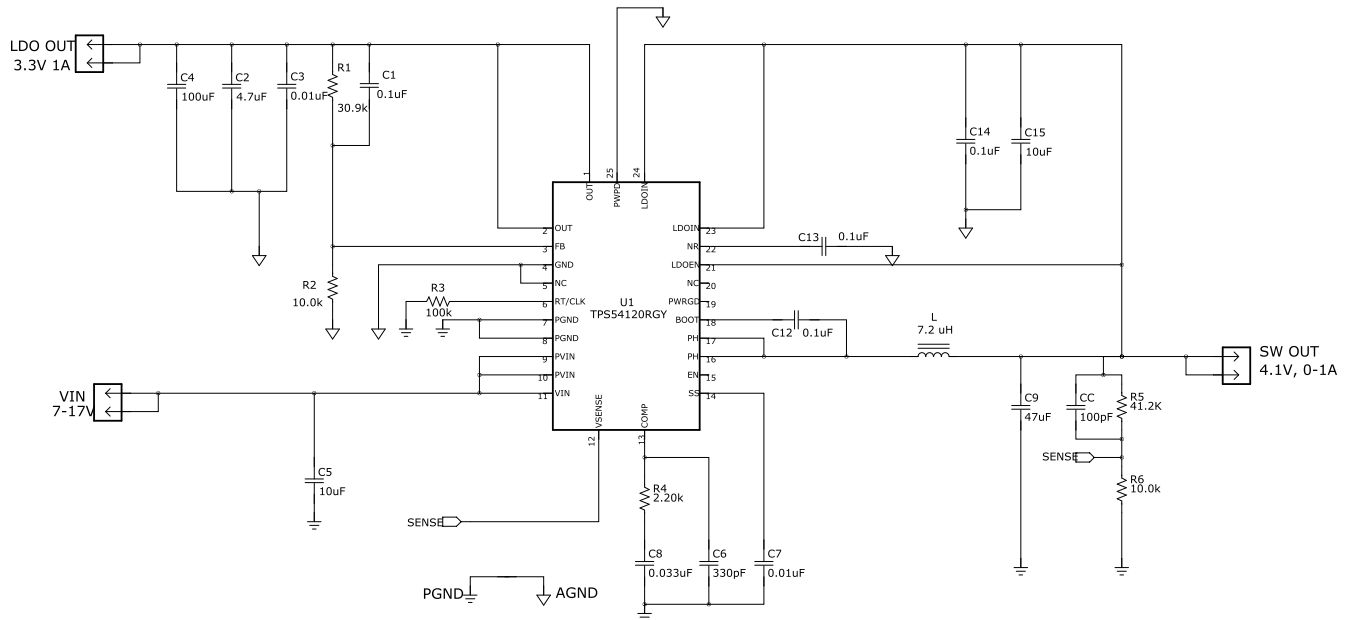 LDO OUT
3.3V 1A
C4
100uF
C2
4.7uF
C3
0.01uF
R1
30.9k
C1
0.1uF
C14
0.1uF
C15
10uF
1
25
24
OUT
PWPD
LDOIN
2 OUT
3 FB
4 GND
5 NC
6 RT/CLK
7 PGND
8 PGND
9 PVIN
10 PVIN
11 VIN
LDOIN 23
NR 22
LDOEN 21
NC 20
PWRGD 19
BOOT 18
PH 17
PH 16
EN 15
SS 14
U1
TPS54120RGY
VSENSE
COMP
12
13
R2
10.0k
R3
100k
C13 0.1uF
C12 0.1uF
L
7.2 uH
SW OUT
4.1V, 0-1A
VIN
7-17V
C9
47uF
CC
100pF
R5
41.2K
SENSE
R6
10.0k
C5
10uF
R4
2.20k
SENSE
C8
0.033uF
C6
330pF
C7
0.01uF
PGND
AGND